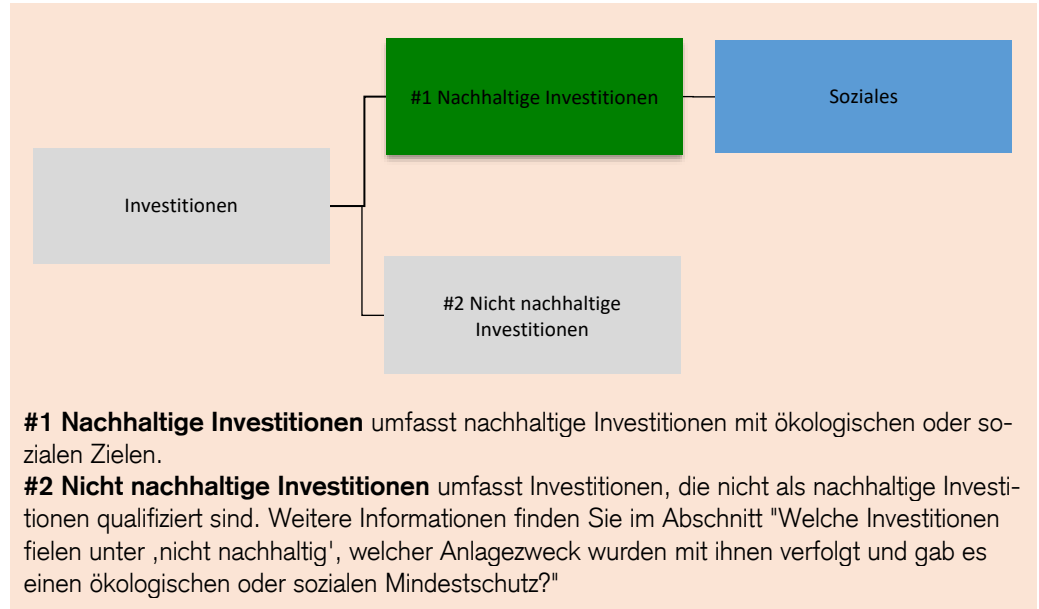 #1 Nachhaltige Investitionen
Soziales
Investitionen
#2 Nicht nachhaltige
Investitionen
#1 Nachhaltige Investitionen umfasst nachhaltige Investitionen mit ökologischen oder so-
zialen Zielen.
#2 Nicht nachhaltige Investitionen umfasst Investitionen, die nicht als nachhaltige Investi-
tionen qualifiziert sind. Weitere Informationen finden Sie im Abschnitt "Welche Investitionen
fielen unter ‚nicht nachhaltig', welcher Anlagezweck wurden mit ihnen verfolgt und gab es
einen ökologischen oder sozialen Mindestschutz?"